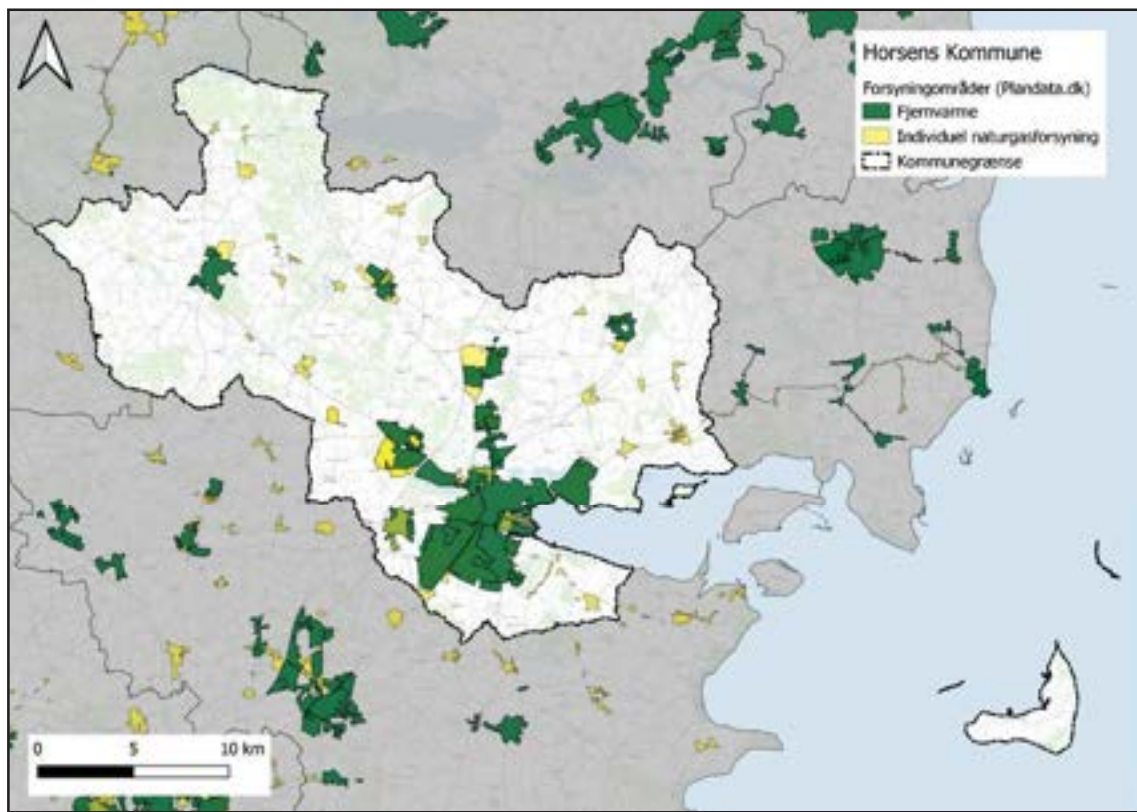 Horsens Kommune
Forsyningområder (Plandata.dk)
Fjernvarme
Individuel naturgasforsyning
Kommunegrænse
0 5 10 km